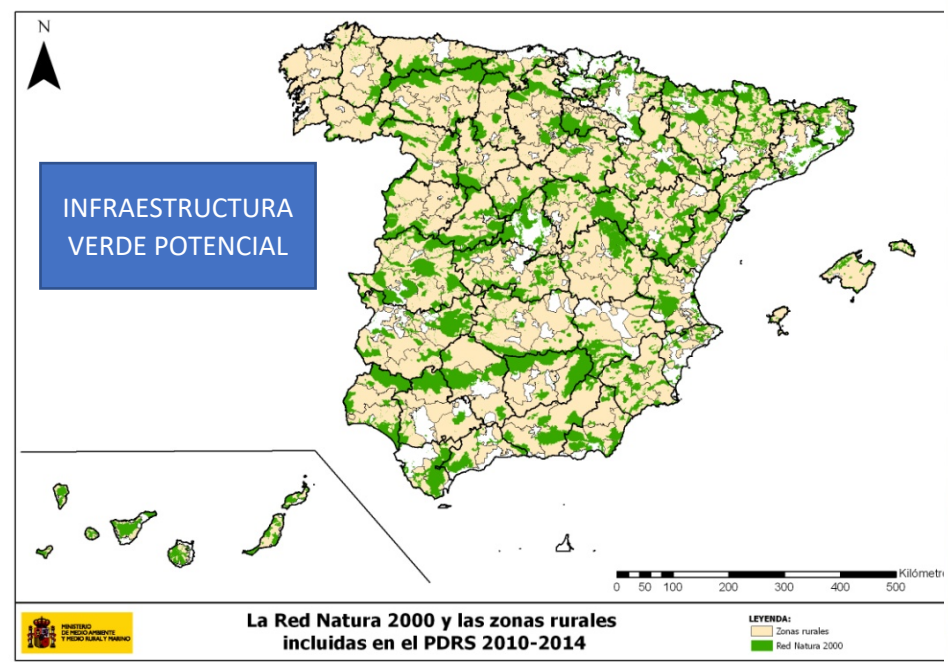 N
INFRAESTRUCTURA
VERDE POTENCIAL
Kilómetro
0 50 100 200 300 400 500
MINISTERIO
DE MEDIO AMBIENTE
Y MEDIO RURAL Y MARINO
La Red Natura 2000 y las zonas rurales
incluidas en el PDRS 2010-2014
LEYENDA:
Zonas rurales
Red Natura 2000